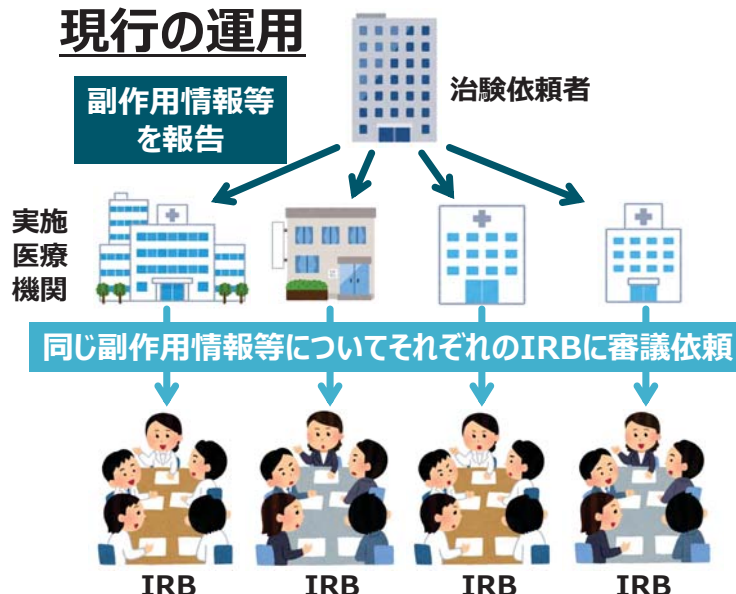 現行の運用
副作用情報等
を報告
治験依頼者
実施
医療
機関
同じ副作用情報等についてそれぞれのIRBに審議依頼
IRB
IRB
IRB
IRB